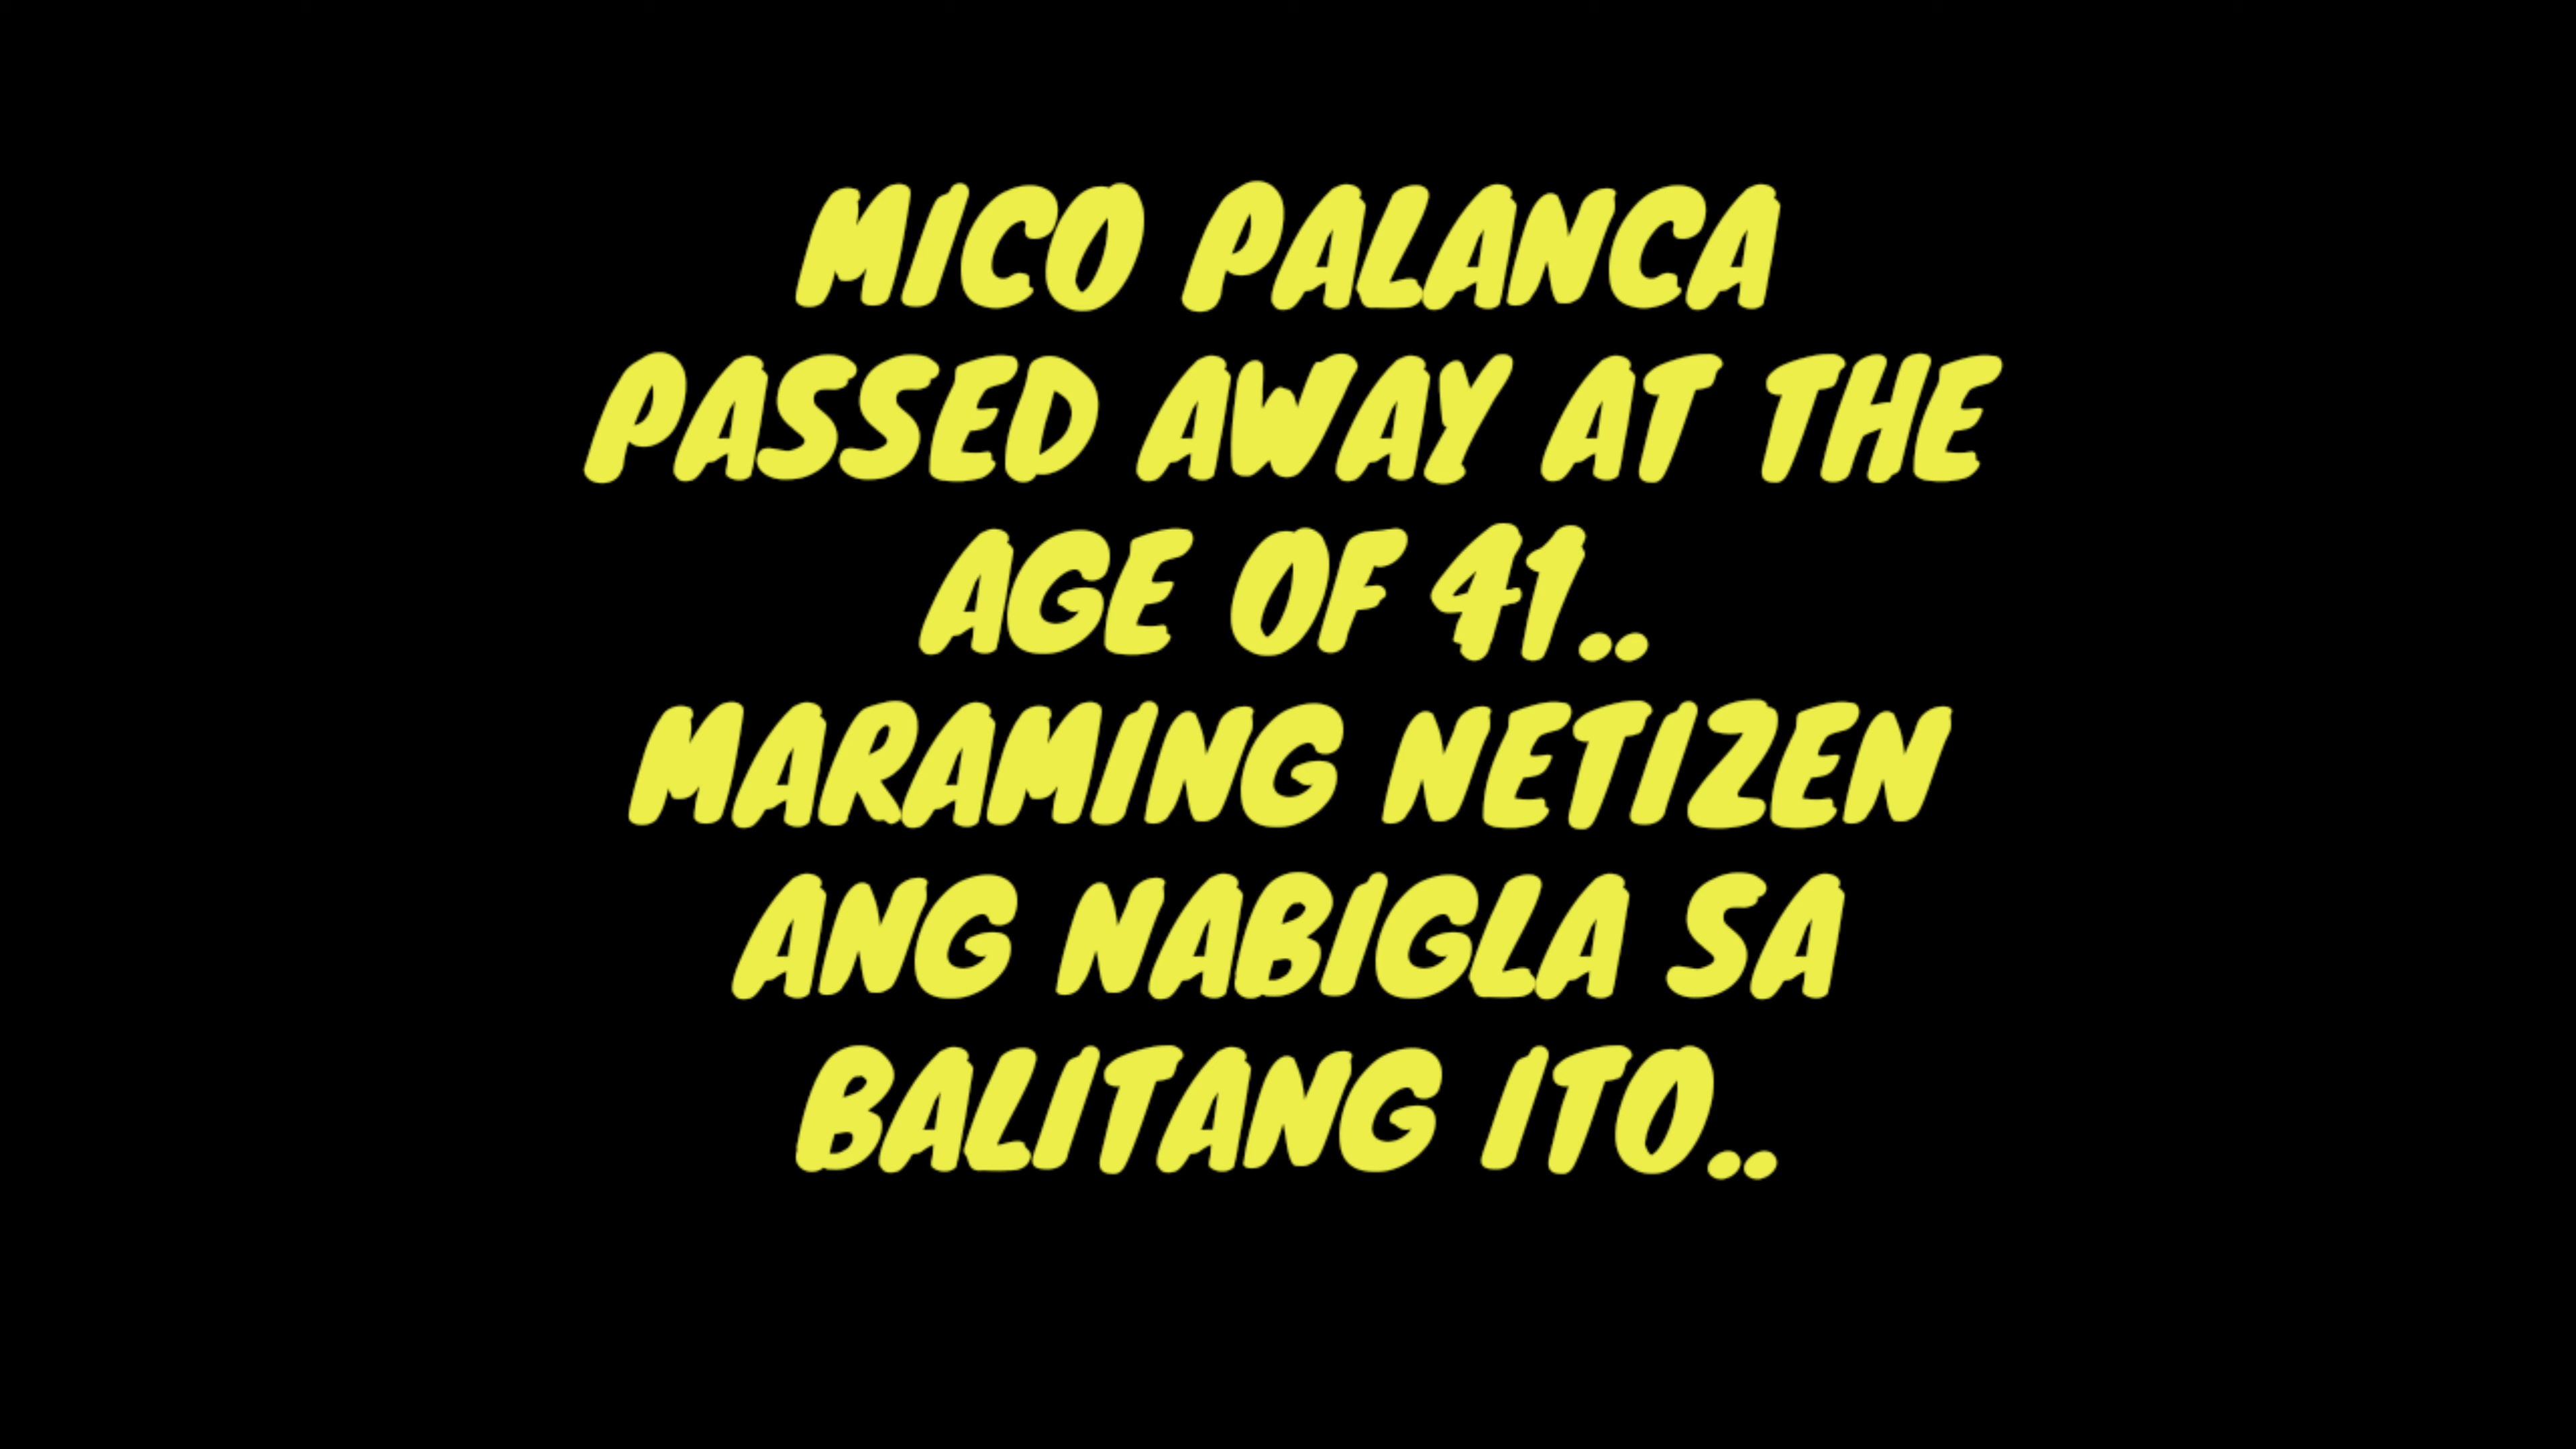 MICO PALANCA
PASSED AWAY AT THE
AGE OF 41..
MARAMING NETIZEN
ANG NABIGLA SA
BALITANG ITO..